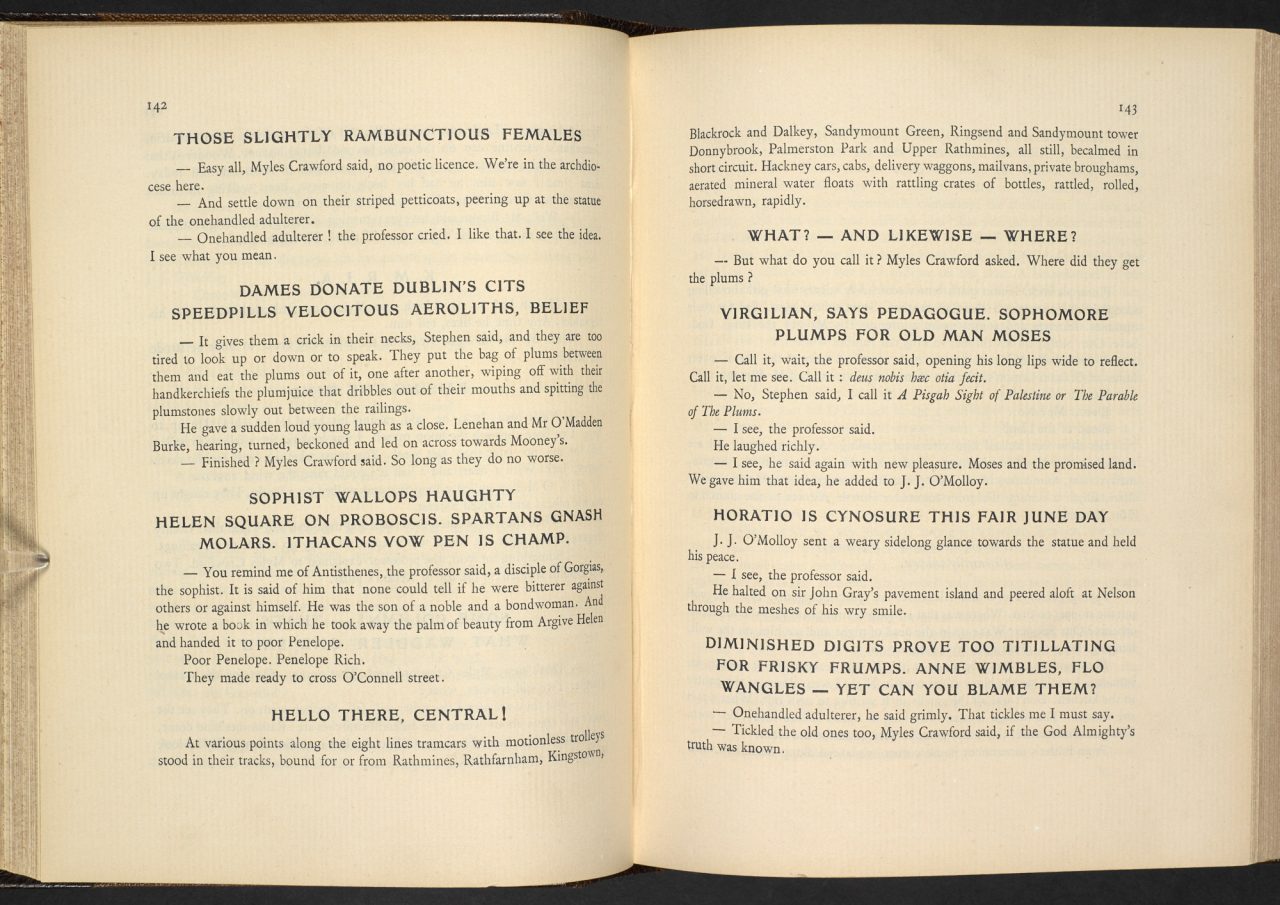 142
THOSE SLIGHTLY RAMBUNCTIOUS FEMALES
— Easy all, Myles Crawford said, no poetic licence. We're in the archdio-
cese here.
— And settle down on their striped petticoats, peering up at the statue
of the onehandled adulterer.
— Onehandled adulterer ! the professor cried. I like that. I see the idea.
I see what you mean.
DAMES DONATE DUBLIN'S CITS
SPEEDPILLS VELOCITOUS AEROLITHS, BELIEF
— It gives them a crick in their necks, Stephen said, and they are too
tired to look up or down or to speak. They put the bag of plums between
them and eat the plums out of it, one after another, wiping off with their
handkerchiefs the plumjuice that dribbles out of their mouths and spitting the
plumstones slowly out between the railings.
He gave a sudden loud young laugh as a close. Lenehan and Mr O'Madden
Burke, hearing, turned, beckoned and led on across towards Mooney's.
— Finished ? Myles Crawford said. So long as they do no worse.
SOPHIST WALLOPS HAUGHTY
HELEN SQUARE ON PROBOSCIS. SPARTANS GNASH
MOLARS. ITHACANS VOW PEN IS CHAMP.
— You remind me of Antisthenes, the professor said, a disciple of Gorgias,
the sophist. It is said of him that none could tell if he were bitterer against
others or against himself. He was the son of a noble and a bondwoman. And
he wrote a book in which he took away the palm of beauty from Argive Helen
and handed it to poor Penelope.
Poor Penelope. Penelope Rich.
They made ready to cross O'Connell street.
HELLO THERE, CENTRAL!
At various points along the eight lines tramcars with motionless trolleys
stood in their tracks, bound for or from Rathmines, Rathfarnham, Kingstown,
143
Blackrock and Dalkey, Sandymount Green, Ringsend and Sandymount tower
Donnybrook, Palmerston Park and Upper Rathmines, all still, becalmed in
short circuit. Hackney cars, cabs, delivery waggons, mailvans, private broughams,
aerated mineral water floats with rattling crates of bottles, rattled, rolled,
horsedrawn, rapidly.
WHAT? — AND LIKEWISE — WHERE?
— But what do you call it ? Myles Crawford asked. Where did they get
the plums ?
VIRGILIAN, SAYS PEDAGOGUE. SOPHOMORE
PLUMPS FOR OLD MAN MOSES
— Call it, wait, the professor said, opening his long lips wide to reflect.
Call it, let me see. Call it : deus nobis hæc otia fecit.
— No, Stephen said, I call it A Pisgah Sight of Palestine or The Parable
of The Plums.
— I see, the professor said.
He laughed richly.
— I see, he said again with new pleasure. Moses and the promised land.
We gave him that idea, he added to J. J. O'Molloy.
HORATIO IS CYNOSURE THIS FAIR JUNE DAY
J. J. O'Molloy sent a weary sidelong glance towards the statue and held
his peace.
— I see, the professor said.
He halted on sir John Gray's pavement island and peered aloft at Nelson
through the meshes of his wry smile.
DIMINISHED DIGITS PROVE TOO TITILLATING
FOR FRISKY FRUMPS. ANNE WIMBLES, FLO
WANGLES — YET CAN YOU BLAME THEM?
— Onehandled adulterer, he said grimly. That tickles me I must say.
— Tickled the old ones too, Myles Crawford said, if the God Almighty's
truth was known.